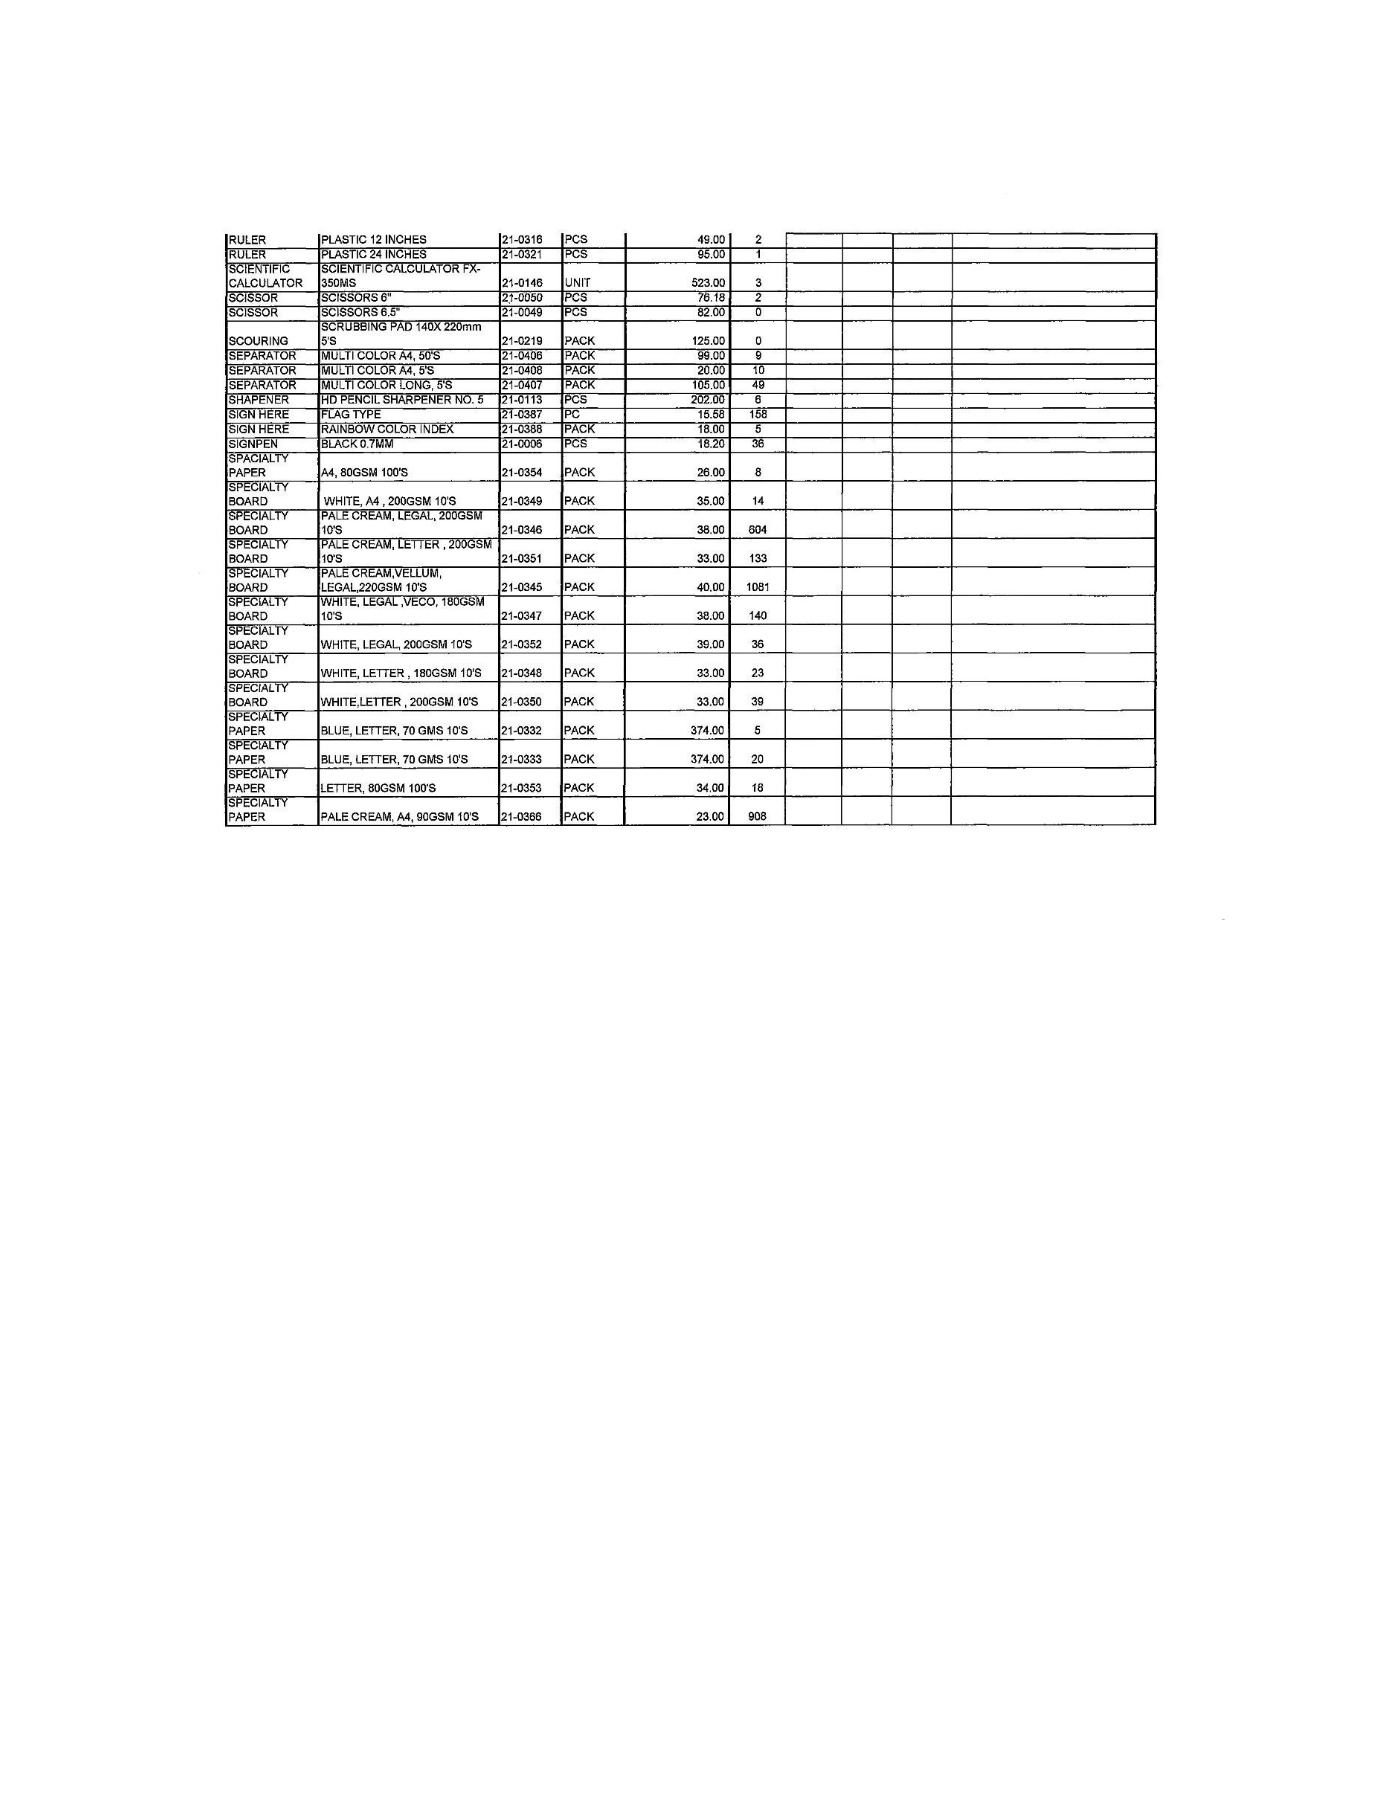 RULER PLASTIC 12 INCHES 21-0316 PCS 49.00 2
RULER PLASTIC 24 INCHES 21-0321 PCS 95.00 1
SCIENTIFIC SCIENTIFIC CALCULATOR FX-
CALCULATOR 350MS 21-0146 UNIT 523.00 3
SCISSOR SCISSORS 6" 21-0050 PCS 76.18 2
SCISSOR SCISSORS 6.5" 21-0049 PCS 82.00 0
SCRUBBING PAD 140X 220mm
SCOURING 5'S 21-0219 PACK 125.00 0
SEPARATOR MULTI COLOR A4, 50'S 21-0406 PACK 99.00 9
SEPARATOR MULTI COLOR A4, 5'S 21-0408 PACK 20.00 10
SEPARATOR MULTI COLOR LONG, 5'S 21-0407 PACK 105.00 49
SHAPENER HD PENCIL SHARPENER NO. 5 21-0113 PCS 202.00 6
SIGN HERE FLAG TYPE 21-0387 PC 15.58 158
SIGN HERE RAINBOW COLOR INDEX 21-0388 PACK 18.00 5
SIGNPEN BLACK 0.7MM 21-0006 PCS 18.20 36
SPACIALTY
PAPER A4, 80GSM 100'S 21-0354 PACK 26.00 8
SPECIALTY
BOARD WHITE, A4 , 200GSM 10'S 21-0349 PACK 35.00 14
SPECIALTY PALE CREAM, LEGAL, 200GSM
BOARD 10'S 21-0346 PACK 38.00 604
SPECIALTY PALE CREAM, LETTER , 200GSM
BOARD 10'S 21-0351 PACK 33.00 133
SPECIALTY PALE CREAM,VELLUM,
BOARD LEGAL,220GSM 10'S 21-0345 PACK 40.00 1081
SPECIALTY WHITE, LEGAL ,VECO, 180GSM
BOARD 10'S 21-0347 PACK 38.00 140
SPECIALTY
BOARD WHITE, LEGAL, 200GSM 10'S 21-0352 PACK 39.00 36
SPECIALTY
BOARD WHITE, LETTER , 180GSM 10'S 21-0348 PACK 33.00 23
SPECIALTY
BOARD WHITE,LETTER , 200GSM 10'S 21-0350 PACK 33.00 39
SPECIALTY
PAPER BLUE, LETTER, 70 GMS 10'S 21-0332 PACK 374.00 5
SPECIALTY
PAPER BLUE, LETTER, 70 GMS 10'S 21-0333 PACK 374.00 20
SPECIALTY
PAPER LETTER, 80GSM 100'S 21-0353 PACK 34.00 18
SPECIALTY
PAPER PALE CREAM, A4, 90GSM 10'S 21-0366 PACK 23.00 908